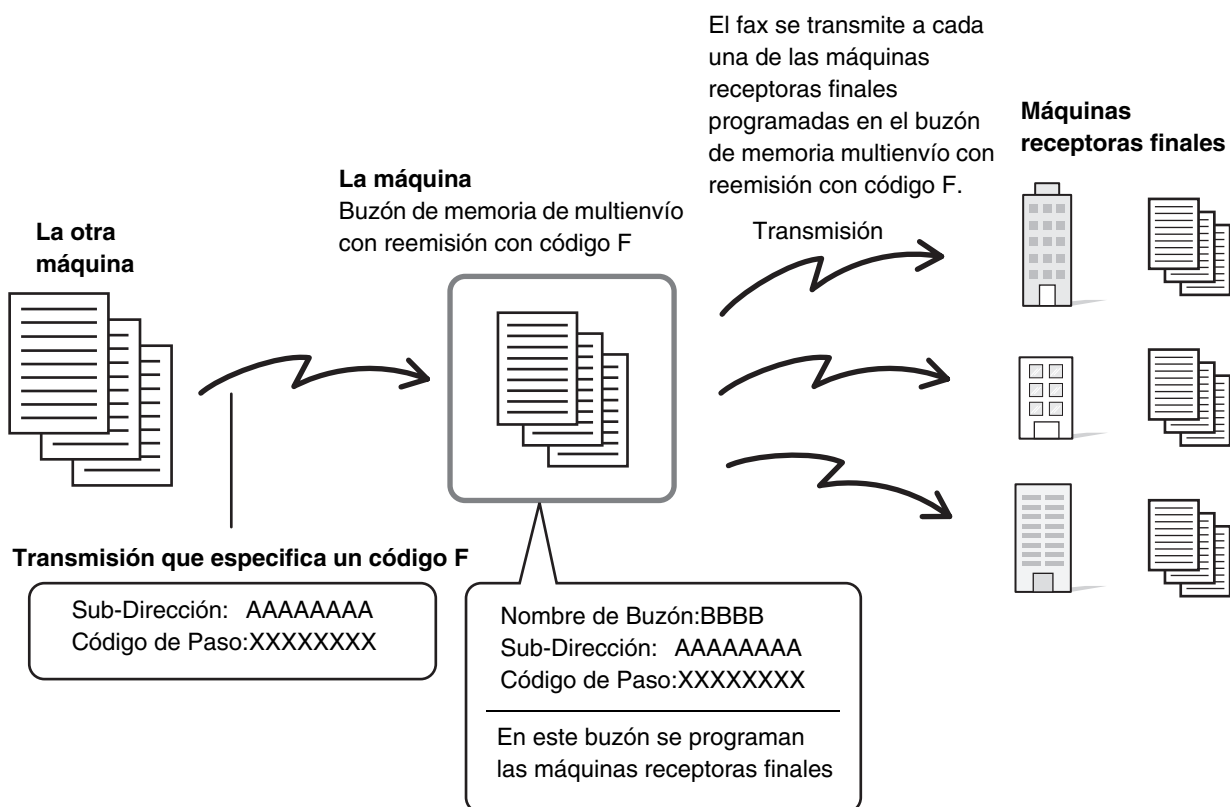 El fax se transmite a cada
una de las máquinas
receptoras finales
programadas en el buzón
de memoria multienvío con
reemisión con código F.
Máquinas
receptoras finales
La máquina
Buzón de memoria de multienvío
con reemisión con código F
La otra
máquina
Transmisión
Transmisión que especifica un código F
Sub-Dirección: AAAAAAAA
Código de Paso:XXXXXXXX
Nombre de Buzón:BBBB
Sub-Dirección: AAAAAAAA
Código de Paso:XXXXXXXX
En este buzón se programan
las máquinas receptoras finales